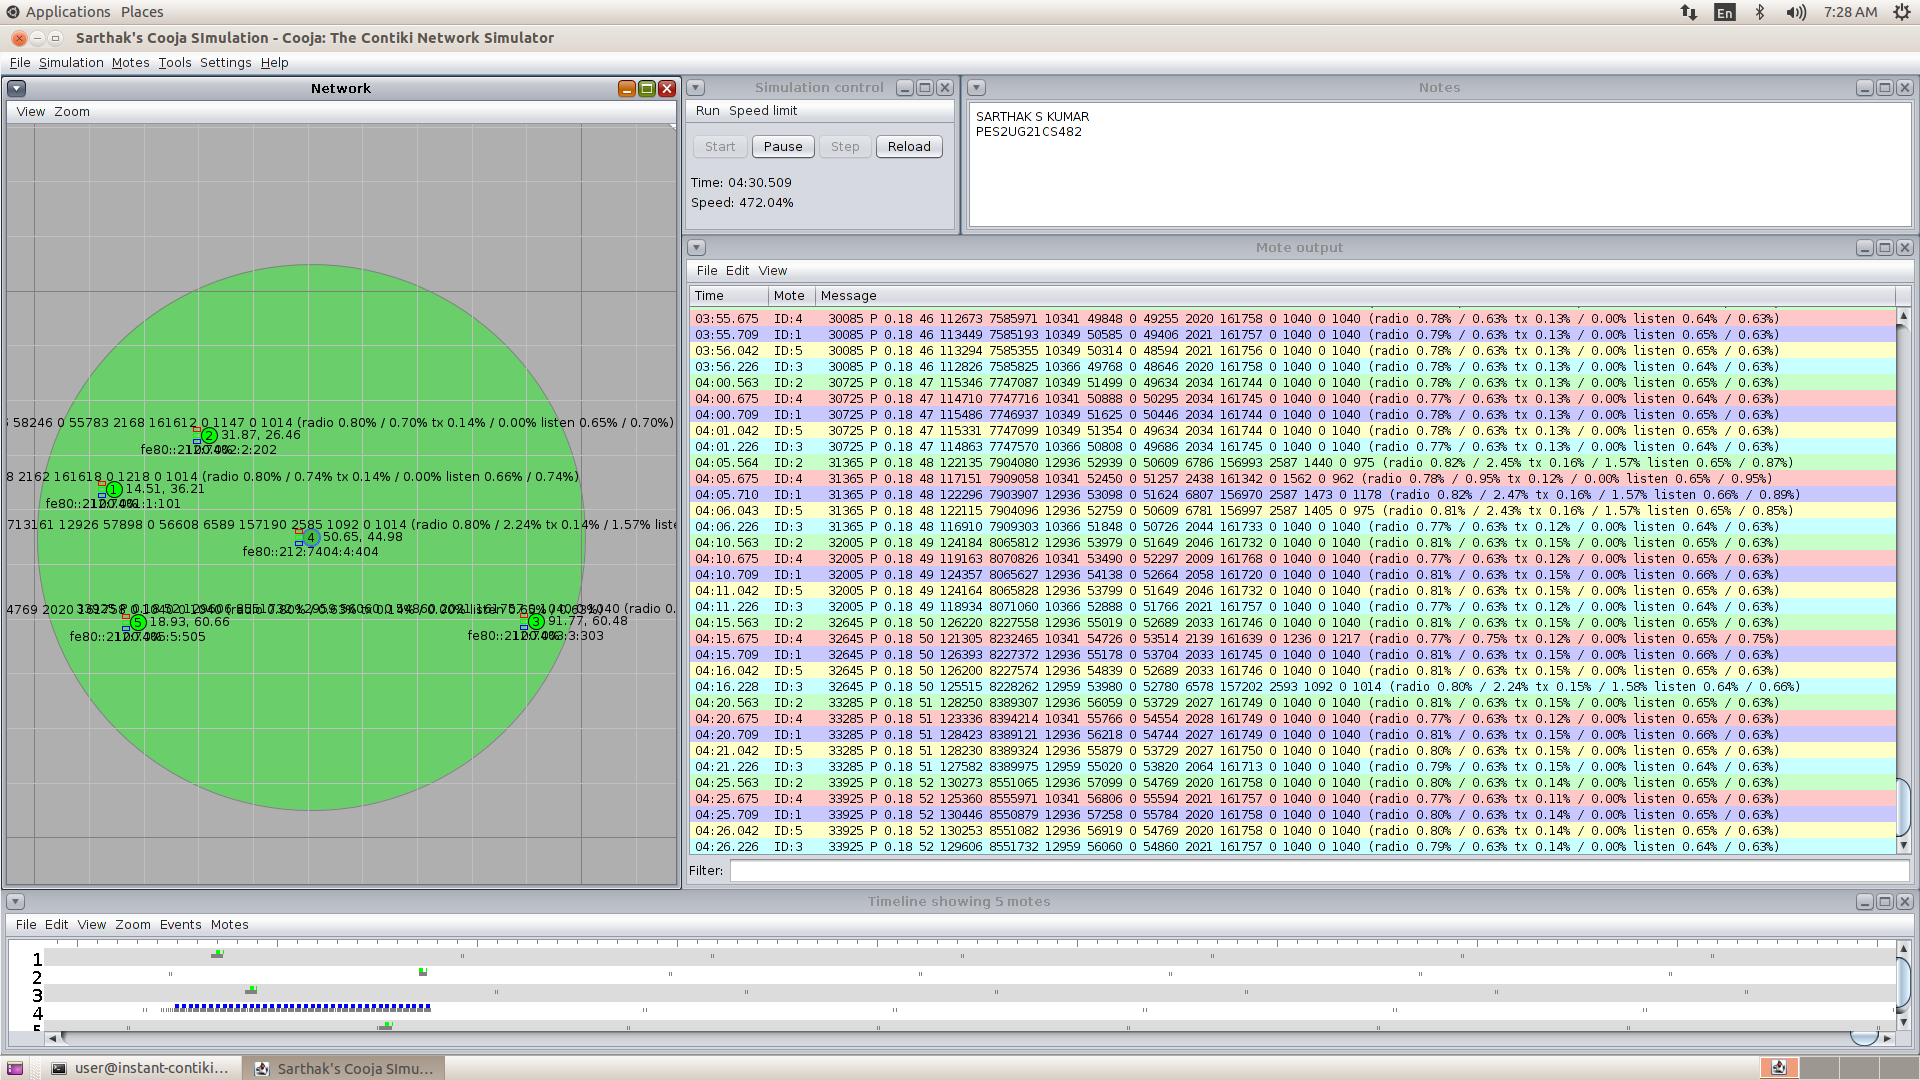 Applications Places
En 7:28 AM
Sarthak's Cooja SImulation - Cooja: The Contiki Network Simulator
File Simulation Motes Tools Settings Help
Network
View Zoom
58246 0 55783 2168 161612 0 1147 0 1014 (radio 0.80% / 0.70% tx 0.14% / 0.00% listen 0.65% / 0.70%)
2 31.87, 26.46
8 2162 161618 0 1218 0 1014 (radio 0.80% / 0.74% tx 0.14% / 0.00% listen 0.66% / 0.74%)
1 14.51, 36.21
713161 12926 57898 0 56608 6589 157190 2585 1092 0 1014 (radio 0.80% / 2.24% tx 0.14% / 1.57% liste
4 50.65, 44.98
fe80::212:7404:4:404
5 18.93, 60.66
3 91.77, 60.48
Simulation control
Run Speed limit
Start Pause Step Reload
Time: 04:30.509
Speed: 472.04%
Notes
SARTHAK S KUMAR
PES2UG21CS482
Mote output
File Edit View
Time Mote Message
03:55.675 ID:4 30085 P 0.18 46 112673 7585971 10341 49848 0 49255 2020 161758 0 1040 0 1040 (radio 0.78% / 0.63% tx 0.13% / 0.00% listen 0.64% / 0.63%)
03:55.709 ID:1 30085 P 0.18 46 113449 7585193 10349 50585 0 49406 2021 161757 0 1040 0 1040 (radio 0.79% / 0.63% tx 0.13% / 0.00% listen 0.65% / 0.63%)
03:56.042 ID:5 30085 P 0.18 46 113294 7585355 10349 50314 0 48594 2021 161756 0 1040 0 1040 (radio 0.78% / 0.63% tx 0.13% / 0.00% listen 0.65% / 0.63%)
03:56.226 ID:3 30085 P 0.18 46 112826 7585825 10366 49768 0 48646 2020 161758 0 1040 0 1040 (radio 0.78% / 0.63% tx 0.13% / 0.00% listen 0.64% / 0.63%)
04:00.563 ID:2 30725 P 0.18 47 115346 7747087 10349 51499 0 49634 2034 161744 0 1040 0 1040 (radio 0.78% / 0.63% tx 0.13% / 0.00% listen 0.65% / 0.63%)
04:00.675 ID:4 30725 P 0.18 47 114710 7747716 10341 50888 0 50295 2034 161745 0 1040 0 1040 (radio 0.77% / 0.63% tx 0.13% / 0.00% listen 0.64% / 0.63%)
04:00.709 ID:1 30725 P 0.18 47 115486 7746937 10349 51625 0 50446 2034 161744 0 1040 0 1040 (radio 0.78% / 0.63% tx 0.13% / 0.00% listen 0.65% / 0.63%)
04:01.042 ID:5 30725 P 0.18 47 115331 7747099 10349 51354 0 49634 2034 161744 0 1040 0 1040 (radio 0.78% / 0.63% tx 0.13% / 0.00% listen 0.65% / 0.63%)
04:01.226 ID:3 30725 P 0.18 47 114863 7747570 10366 50808 0 49686 2034 161745 0 1040 0 1040 (radio 0.77% / 0.63% tx 0.13% / 0.00% listen 0.64% / 0.63%)
04:05.564 ID:2 31365 P 0.18 48 122135 7904080 12936 52939 0 50609 6786 156993 2587 1440 0 975 (radio 0.82% / 2.45% tx 0.16% / 1.57% listen 0.65% / 0.87%)
04:05.675 ID:4 31365 P 0.18 48 117151 7909058 10341 52450 0 51257 2438 161342 0 1562 0 962 (radio 0.78% / 0.95% tx 0.12% / 0.00% listen 0.65% / 0.95%)
04:05.710 ID:1 31365 P 0.18 48 122296 7903907 12936 53098 0 51624 6807 156970 2587 1473 0 1178 (radio 0.82% / 2.47% tx 0.16% / 1.57% listen 0.66% / 0.89%)
04:06.043 ID:5 31365 P 0.18 48 122115 7904096 12936 52759 0 50609 6781 156997 2587 1405 0 975 (radio 0.81% / 2.43% tx 0.16% / 1.57% listen 0.65% / 0.85%)
04:06.226 ID:3 31365 P 0.18 48 116910 7909303 10366 51848 0 50726 2044 161733 0 1040 0 1040 (radio 0.77% / 0.63% tx 0.12% / 0.00% listen 0.64% / 0.63%)
04:10.563 ID:2 32005 P 0.18 49 124184 8065812 12936 53979 0 51649 2046 161732 0 1040 0 1040 (radio 0.81% / 0.63% tx 0.15% / 0.00% listen 0.65% / 0.63%)
04:10.675 ID:4 32005 P 0.18 49 119163 8070826 10341 53490 0 52297 2009 161768 0 1040 0 1040 (radio 0.77% / 0.63% tx 0.12% / 0.00% listen 0.65% / 0.63%)
04:10.709 ID:1 32005 P 0.18 49 124357 8065627 12936 54138 0 52664 2058 161720 0 1040 0 1040 (radio 0.81% / 0.63% tx 0.15% / 0.00% listen 0.66% / 0.63%)
04:11.042 ID:5 32005 P 0.18 49 124164 8065828 12936 53799 0 51649 2046 161732 0 1040 0 1040 (radio 0.81% / 0.63% tx 0.15% / 0.00% listen 0.65% / 0.63%)
04:11.226 ID:3 32005 P 0.18 49 118934 8071060 10366 52888 0 51766 2021 161757 0 1040 0 1040 (radio 0.77% / 0.63% tx 0.12% / 0.00% listen 0.64% / 0.63%)
04:15.563 ID:2 32645 P 0.18 50 126220 8227558 12936 55019 0 52689 2033 161746 0 1040 0 1040 (radio 0.81% / 0.63% tx 0.15% / 0.00% listen 0.65% / 0.63%)
04:15.675 ID:4 32645 P 0.18 50 121305 8232465 10341 54726 0 53514 2139 161639 0 1236 0 1217 (radio 0.77% / 0.75% tx 0.12% / 0.00% listen 0.65% / 0.75%)
04:15.709 ID:1 32645 P 0.18 50 126393 8227372 12936 55178 0 53704 2033 161745 0 1040 0 1040 (radio 0.81% / 0.63% tx 0.15% / 0.00% listen 0.66% / 0.63%)
04:16.042 ID:5 32645 P 0.18 50 126200 8227574 12936 54839 0 52689 2033 161746 0 1040 0 1040 (radio 0.81% / 0.63% tx 0.15% / 0.00% listen 0.65% / 0.63%)
04:16.228 ID:3 32645 P 0.18 50 125515 8228262 12959 53980 0 52780 6578 157202 2593 1092 0 1014 (radio 0.80% / 2.24% tx 0.15% / 1.58% listen 0.64% / 0.66%)
04:20.563 ID:2 33285 P 0.18 51 128250 8389307 12936 56059 0 53729 2027 161749 0 1040 0 1040 (radio 0.81% / 0.63% tx 0.15% / 0.00% listen 0.65% / 0.63%)
04:20.675 ID:4 33285 P 0.18 51 123336 8394214 10341 55766 0 54554 2028 161749 0 1040 0 1040 (radio 0.77% / 0.63% tx 0.12% / 0.00% listen 0.65% / 0.63%)
04:20.709 ID:1 33285 P 0.18 51 128423 8389121 12936 56218 0 54744 2027 161749 0 1040 0 1040 (radio 0.81% / 0.63% tx 0.15% / 0.00% listen 0.66% / 0.63%)
04:21.042 ID:5 33285 P 0.18 51 128230 8389324 12936 55879 0 53729 2027 161750 0 1040 0 1040 (radio 0.80% / 0.63% tx 0.15% / 0.00% listen 0.65% / 0.63%)
04:21.226 ID:3 33285 P 0.18 51 127582 8389975 12959 55020 0 53820 2064 161713 0 1040 0 1040 (radio 0.79% / 0.63% tx 0.15% / 0.00% listen 0.64% / 0.63%)
04:25.563 ID:2 33925 P 0.18 52 130273 8551065 12936 57099 0 54769 2020 161758 0 1040 0 1040 (radio 0.80% / 0.63% tx 0.14% / 0.00% listen 0.65% / 0.63%)
04:25.675 ID:4 33925 P 0.18 52 125360 8555971 10341 56806 0 55594 2021 161757 0 1040 0 1040 (radio 0.77% / 0.63% tx 0.11% / 0.00% listen 0.65% / 0.63%)
04:25.709 ID:1 33925 P 0.18 52 130446 8550879 12936 57258 0 55784 2020 161758 0 1040 0 1040 (radio 0.80% / 0.63% tx 0.14% / 0.00% listen 0.65% / 0.63%)
04:26.042 ID:5 33925 P 0.18 52 130253 8551082 12936 56919 0 54769 2020 161758 0 1040 0 1040 (radio 0.80% / 0.63% tx 0.14% / 0.00% listen 0.65% / 0.63%)
04:26.226 ID:3 33925 P 0.18 52 129606 8551732 12959 56060 0 54860 2021 161757 0 1040 0 1040 (radio 0.79% / 0.63% tx 0.14% / 0.00% listen 0.64% / 0.63%)
Filter:
Timeline showing 5 motes
File Edit View Zoom Events Motes
1
2
3
4
user@instant-contiki... Sarthak's Cooja SImu...